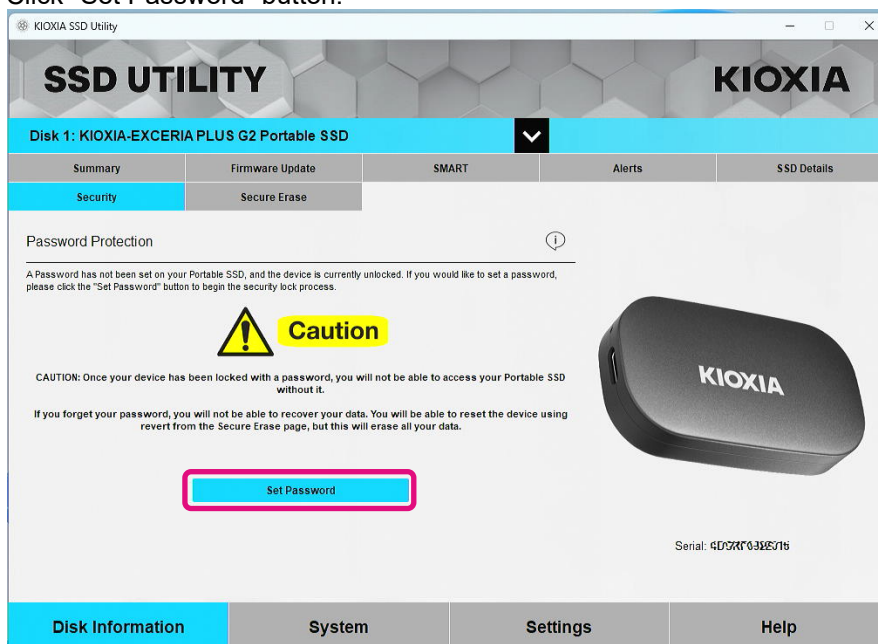 Click "Set Password" button.
KIOXIA SSD Utility
SSD UTILITY
KIOXIA
Disk 1: KIOXIA-EXCERIA PLUS G2 Portable SSD
Summary
Firmware Update
SMART
Alerts
SSD Details
Security
Secure Erase
Password Protection
A Password has not been set on your Portable SSD, and the device is currently unlocked. If you would like to set a password,
please click the "Set Password" button to begin the security lock process.
Caution
CAUTION: Once your device has been locked with a password, you will not be able to access your Portable SSD
without it.
If you forget your password, you will not be able to recover your data. You will be able to reset the device using
revert from the Secure Erase page, but this will erase all your data.
KIOXIA
Set Password
Serial:
Disk Information
System
Settings
Help